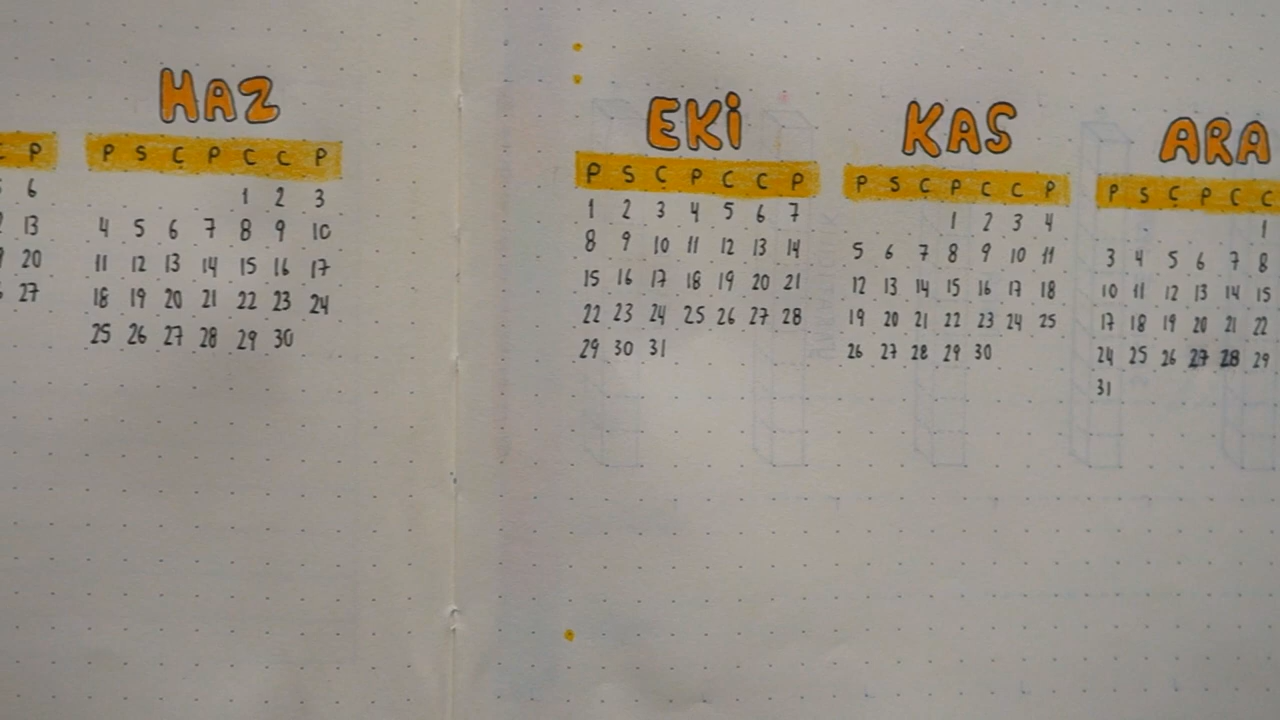 C P
6
13
20
27
HAZ
P S Ç P C C P
1 2 3
4 5 6 7 8 9 10
11 12 13 14 15 16 17
18 19 20 21 22 23 24
25 26 27 28 29 30
EKİ
P S Ç P C C P
1 2 3 4 5 6 7
8 9 10 11 12 13 14
15 16 17 18 19 20 21
22 23 24 25 26 27 28
29 30 31
KAS
P S Ç P C C P
1 2 3 4
5 6 7 8 9 10 11
12 13 14 15 16 17 18
19 20 21 22 23 24 25
26 27 28 29 30
ARA
P S Ç P C C
1
3 4 5 6 7 8
10 11 12 13 14 15
17 18 19 20 21 22
24 25 26 27 28 29
31